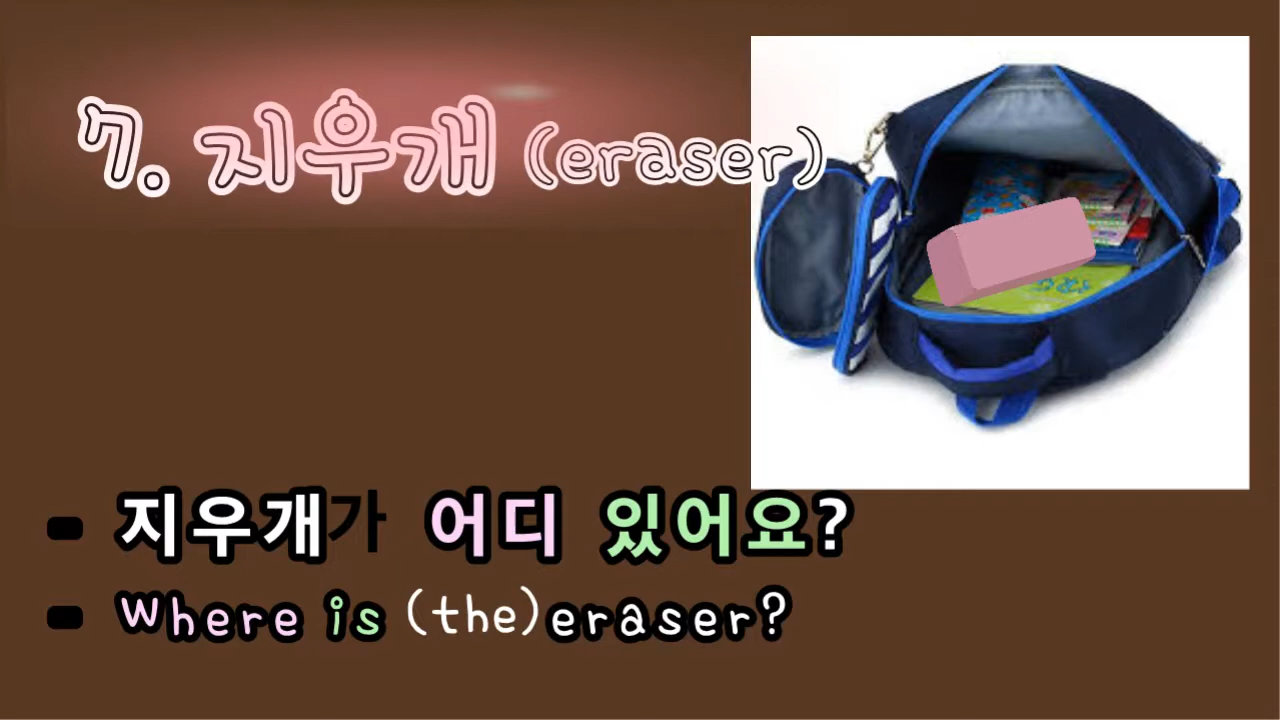 7. 지우개 (eraser)
- 지우개가 어디 있어요?
- Where is (the)eraser?